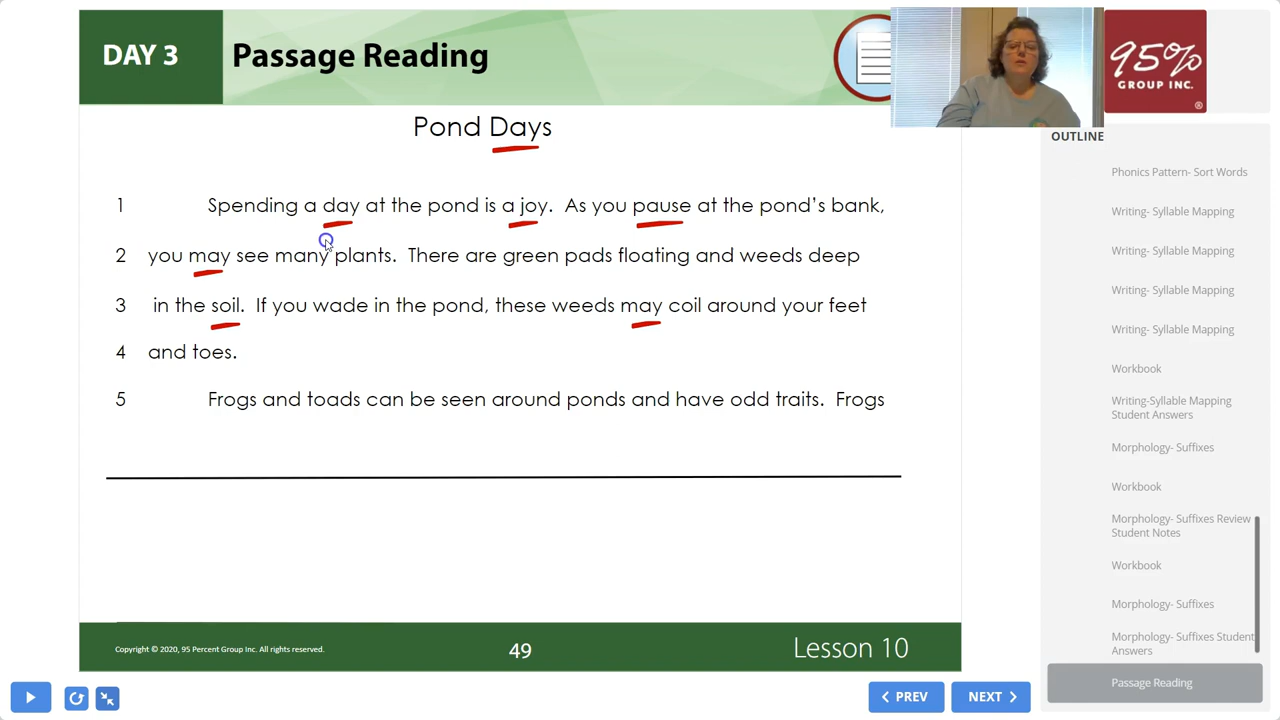 DAY 3
Passage Reading
95%
GROUP INC.
®
Pond Days
1 Spending a day at the pond is a joy. As you pause at the pond's bank,
2 you may see many plants. There are green pads floating and weeds deep
3 in the soil. If you wade in the pond, these weeds may coil around your feet
4 and toes.
5 Frogs and toads can be seen around ponds and have odd traits. Frogs
Copyright © 2020, 95 Percent Group Inc. All rights reserved.
49
Lesson 10
PREV
NEXT
OUTLINE
Phonics Pattern- Sort Words
Writing- Syllable Mapping
Writing- Syllable Mapping
Writing- Syllable Mapping
Writing- Syllable Mapping
Workbook
Writing-Syllable Mapping
Student Answers
Morphology- Suffixes
Workbook
Morphology- Suffixes Review
Student Notes
Workbook
Morphology- Suffixes
Morphology- Suffixes Student
Answers
Passage Reading